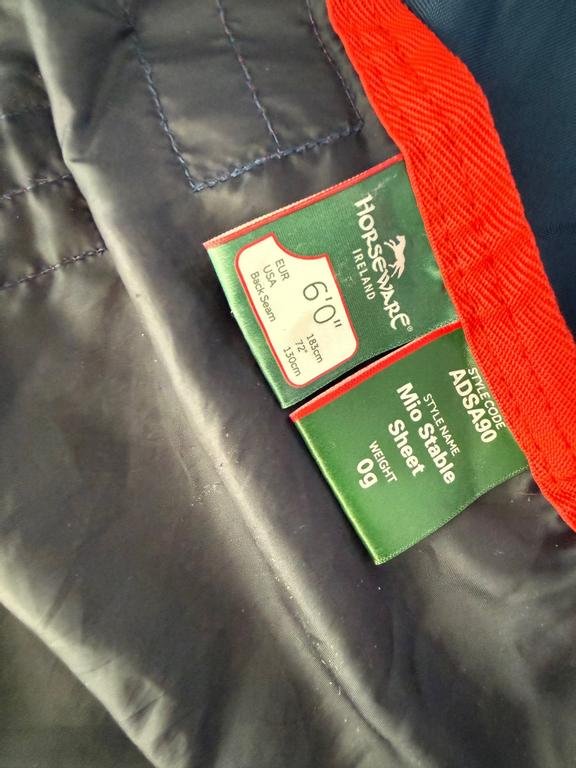 HORSEWARE®
IRELAND
6'0"
EUR 183cm
USA 72"
Back Seam 130cm
STYLE CODE
ADSA90
STYLE NAME
Mio Stable
Sheet
WEIGHT
0g